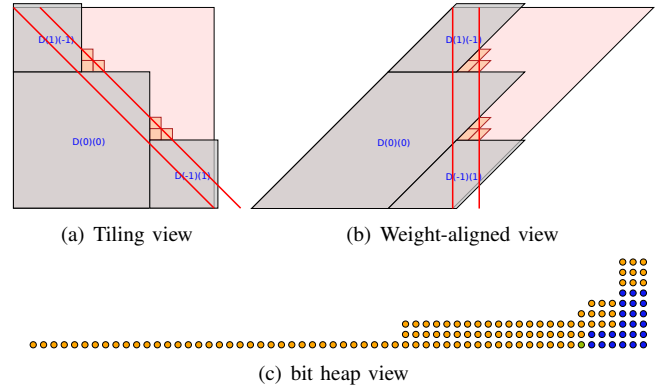 D(1)(-1)
D(0)(0)
D(-1)(1)
D(1)(-1)
D(0)(0)
D(-1)(1)
(a) Tiling view
(b) Weight-aligned view
(c) bit heap view